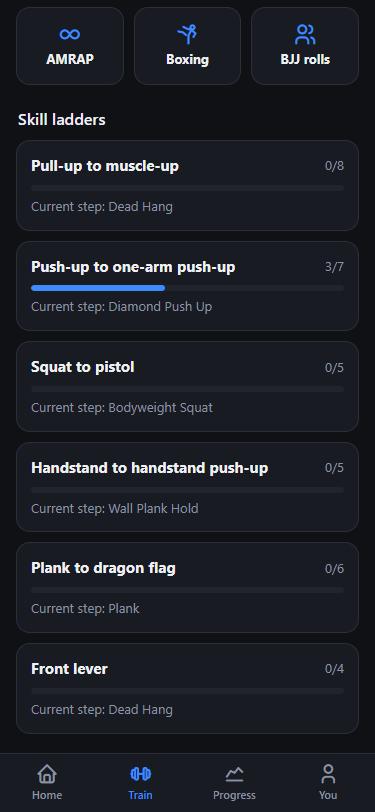 AMRAP
Boxing
BJJ rolls
Skill ladders
Pull-up to muscle-up 0/8
Current step: Dead Hang
Push-up to one-arm push-up 3/7
Current step: Diamond Push Up
Squat to pistol 0/5
Current step: Bodyweight Squat
Handstand to handstand push-up 0/5
Current step: Wall Plank Hold
Plank to dragon flag 0/6
Current step: Plank
Front lever 0/4
Current step: Dead Hang
Home
Train
Progress
You